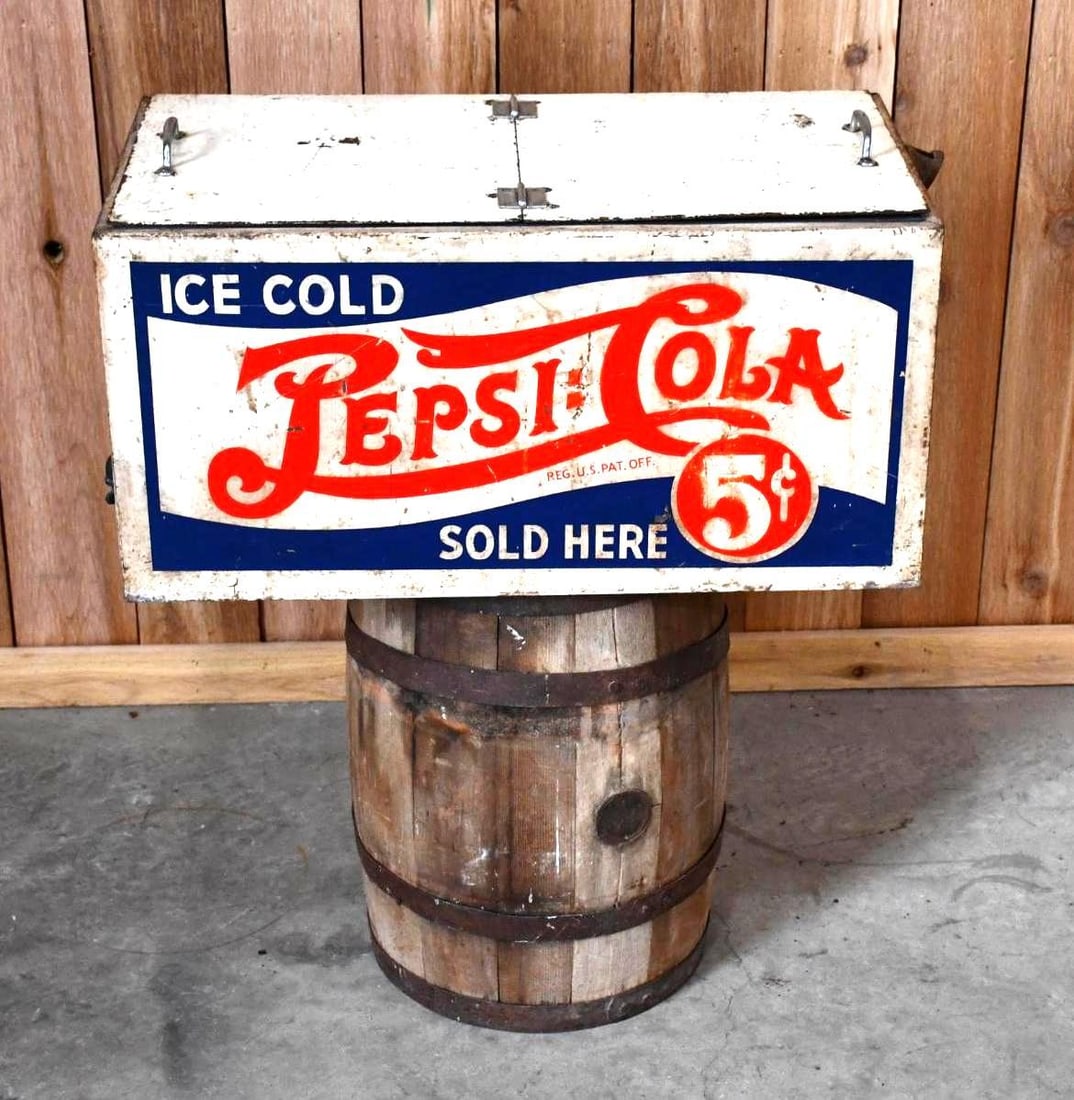 ICE COLD
PEPSI:COLA
REG. U.S. PAT. OFF.
5¢
SOLD HERE